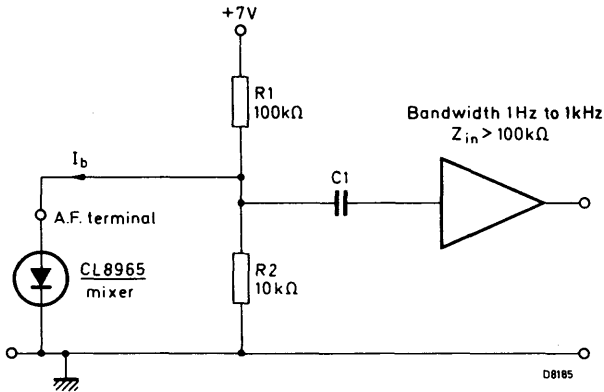 +7V
R1
100kΩ
Bandwidth 1Hz to 1kHz
Zin > 100kΩ
Ib
C1
A.F. terminal
CL8965
mixer
R2
10kΩ
D8185